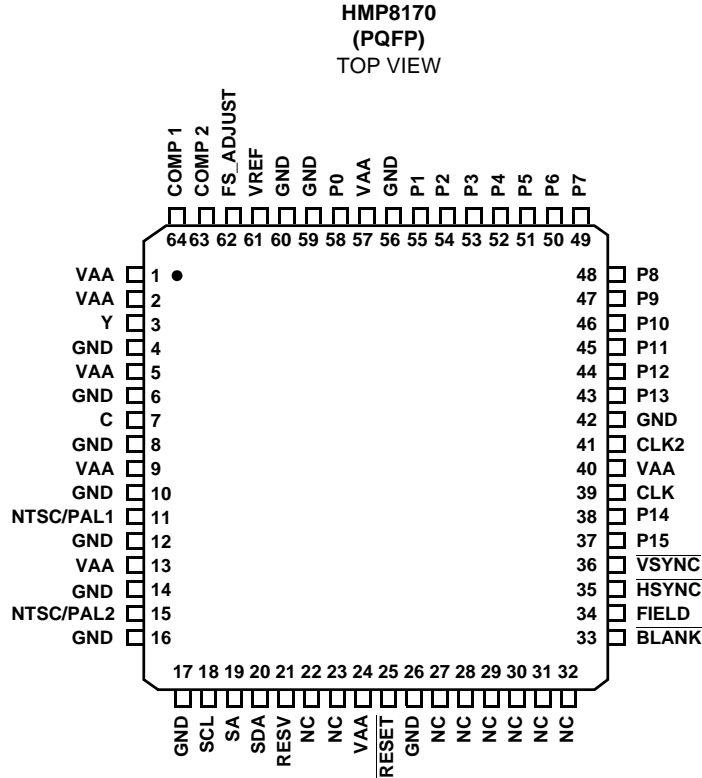 HMP8170
(PQFP)
TOP VIEW
COMP 1
COMP 2
FS_ADJUST
VREF
GND
GND
P0
VAA
GND
P1
P2
P3
P4
P5
P6
P7
64 63 62 61 60 59 58 57 56 55 54 53 52 51 50 49
VAA 1 48 P8
VAA 2 47 P9
Y 3 46 P10
GND 4 45 P11
VAA 5 44 P12
GND 6 43 P13
C 7 42 GND
GND 8 41 CLK2
VAA 9 40 VAA
GND 10 39 CLK
NTSC/PAL1 11 38 P14
GND 12 37 P15
VAA 13 36 VSYNC
GND 14 35 HSYNC
NTSC/PAL2 15 34 FIELD
GND 16 33 BLANK
17 18 19 20 21 22 23 24 25 26 27 28 29 30 31 32
GND
SCL
SA
SDA
RESV
NC
NC
VAA
RESET
GND
NC
NC
NC
NC
NC
NC